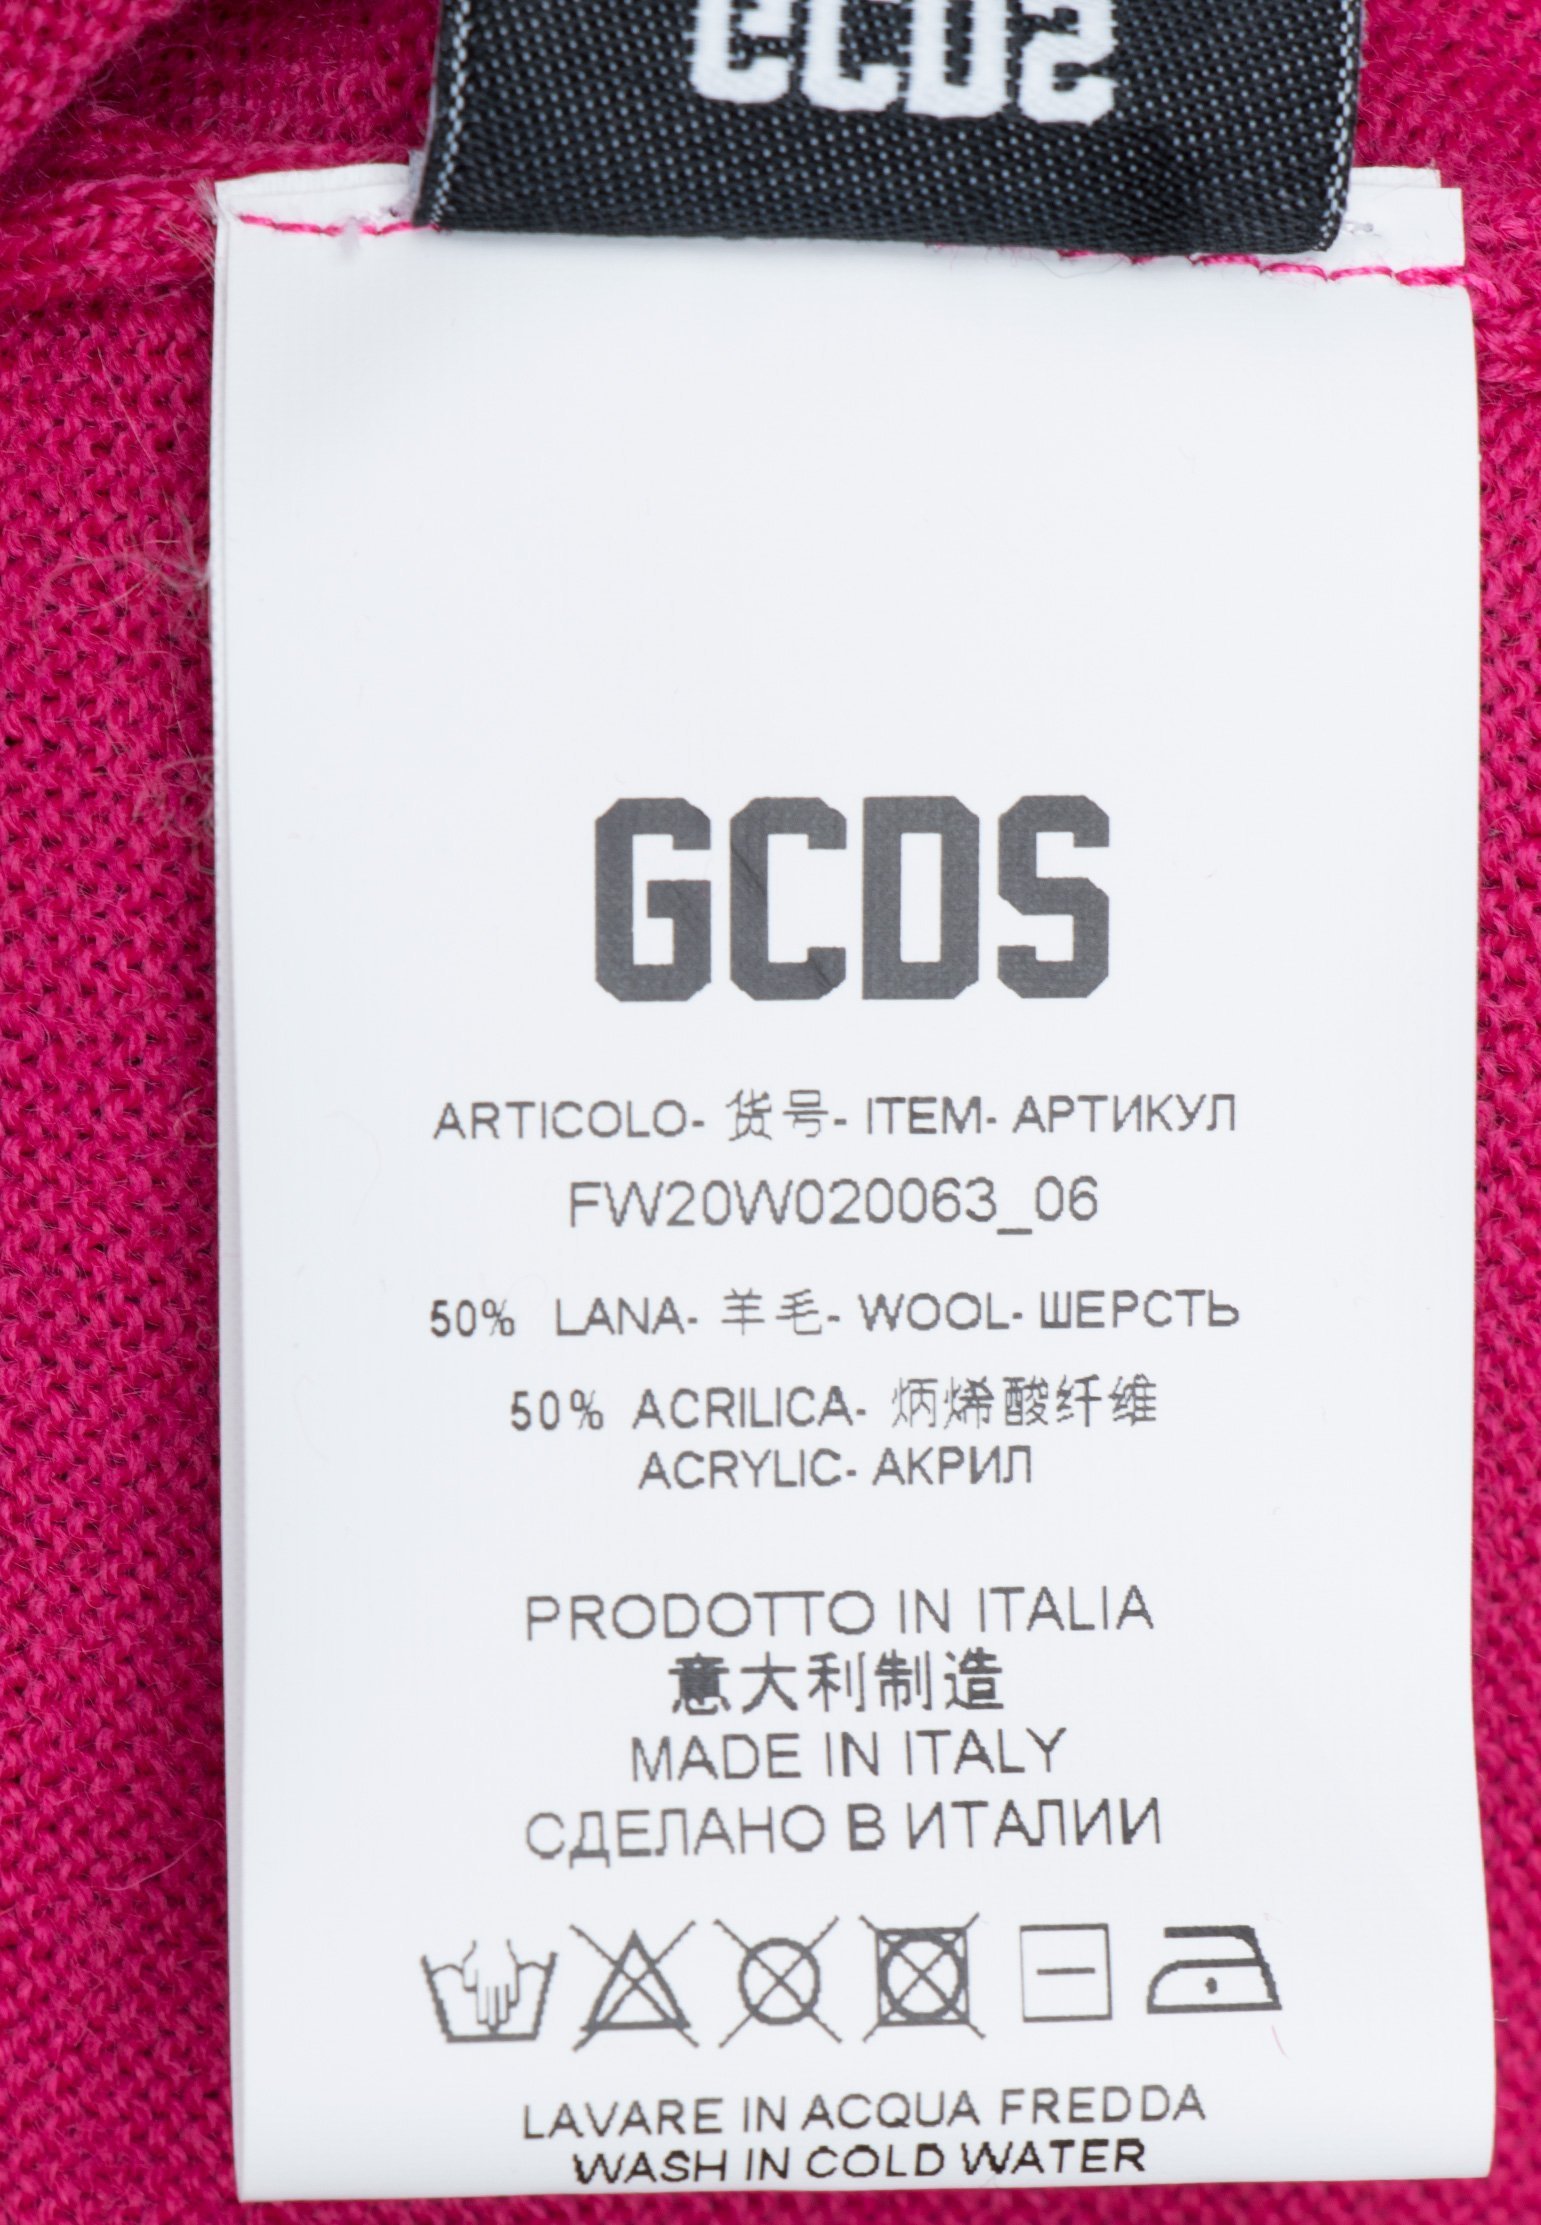 GCDS
GCDS
ARTICOLO- 货号- ITEM- АРТИКУЛ
FW20W020063_06
50% LANA- 羊毛- WOOL- ШЕРСТЬ
50% ACRILICA- 炳烯酸纤维
ACRYLIC- АКРИЛ
PRODOTTO IN ITALIA
意大利制造
MADE IN ITALY
СДЕЛАНО В ИТАЛИИ
LAVARE IN ACQUA FREDDA
WASH IN COLD WATER